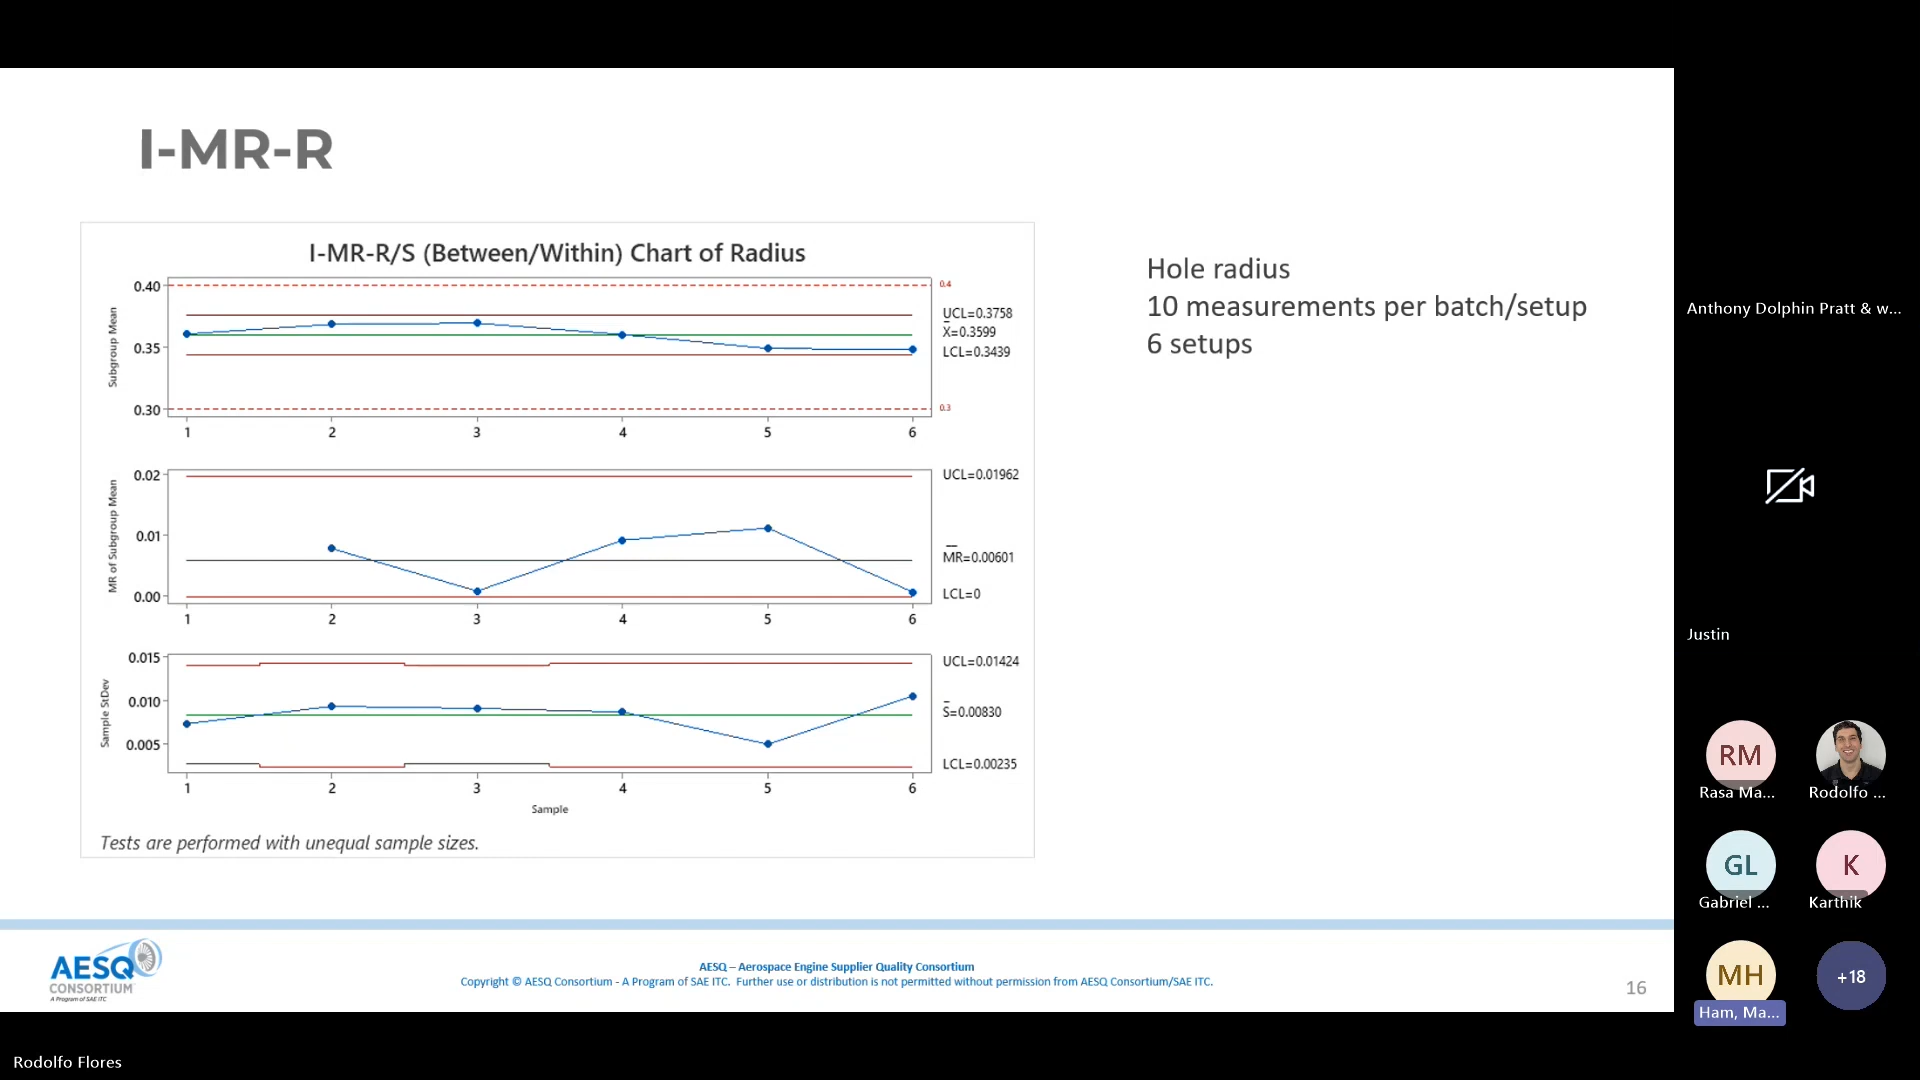 I-MR-R
I-MR-R/S (Between/Within) Chart of Radius
Hole radius
10 measurements per batch/setup
6 setups
Subgroup Mean
0.40
0.35
0.30
0.4
UCL=0.3758
X=0.3599
LCL=0.3439
0.3
1 2 3 4 5 6
MR of Subgroup Mean
0.02
0.01
0.00
UCL=0.01962
MR=0.00601
LCL=0
1 2 3 4 5 6
Sample StDev
0.015
0.010
0.005
UCL=0.01424
S=0.00830
LCL=0.00235
1 2 3 4 5 6
Sample
Tests are performed with unequal sample sizes.
AESQ
CONSORTIUM
A Program of SAE ITC
AESQ – Aerospace Engine Supplier Quality Consortium
Copyright © AESQ Consortium - A Program of SAE ITC. Further use or distribution is not permitted without permission from AESQ Consortium/SAE ITC.
16
Anthony Dolphin Pratt & w...
Justin
RM
Rasa Ma...
Rodolfo ...
GL
Gabriel ...
K
Karthik
MH
Ham, Ma...
+18
Rodolfo Flores